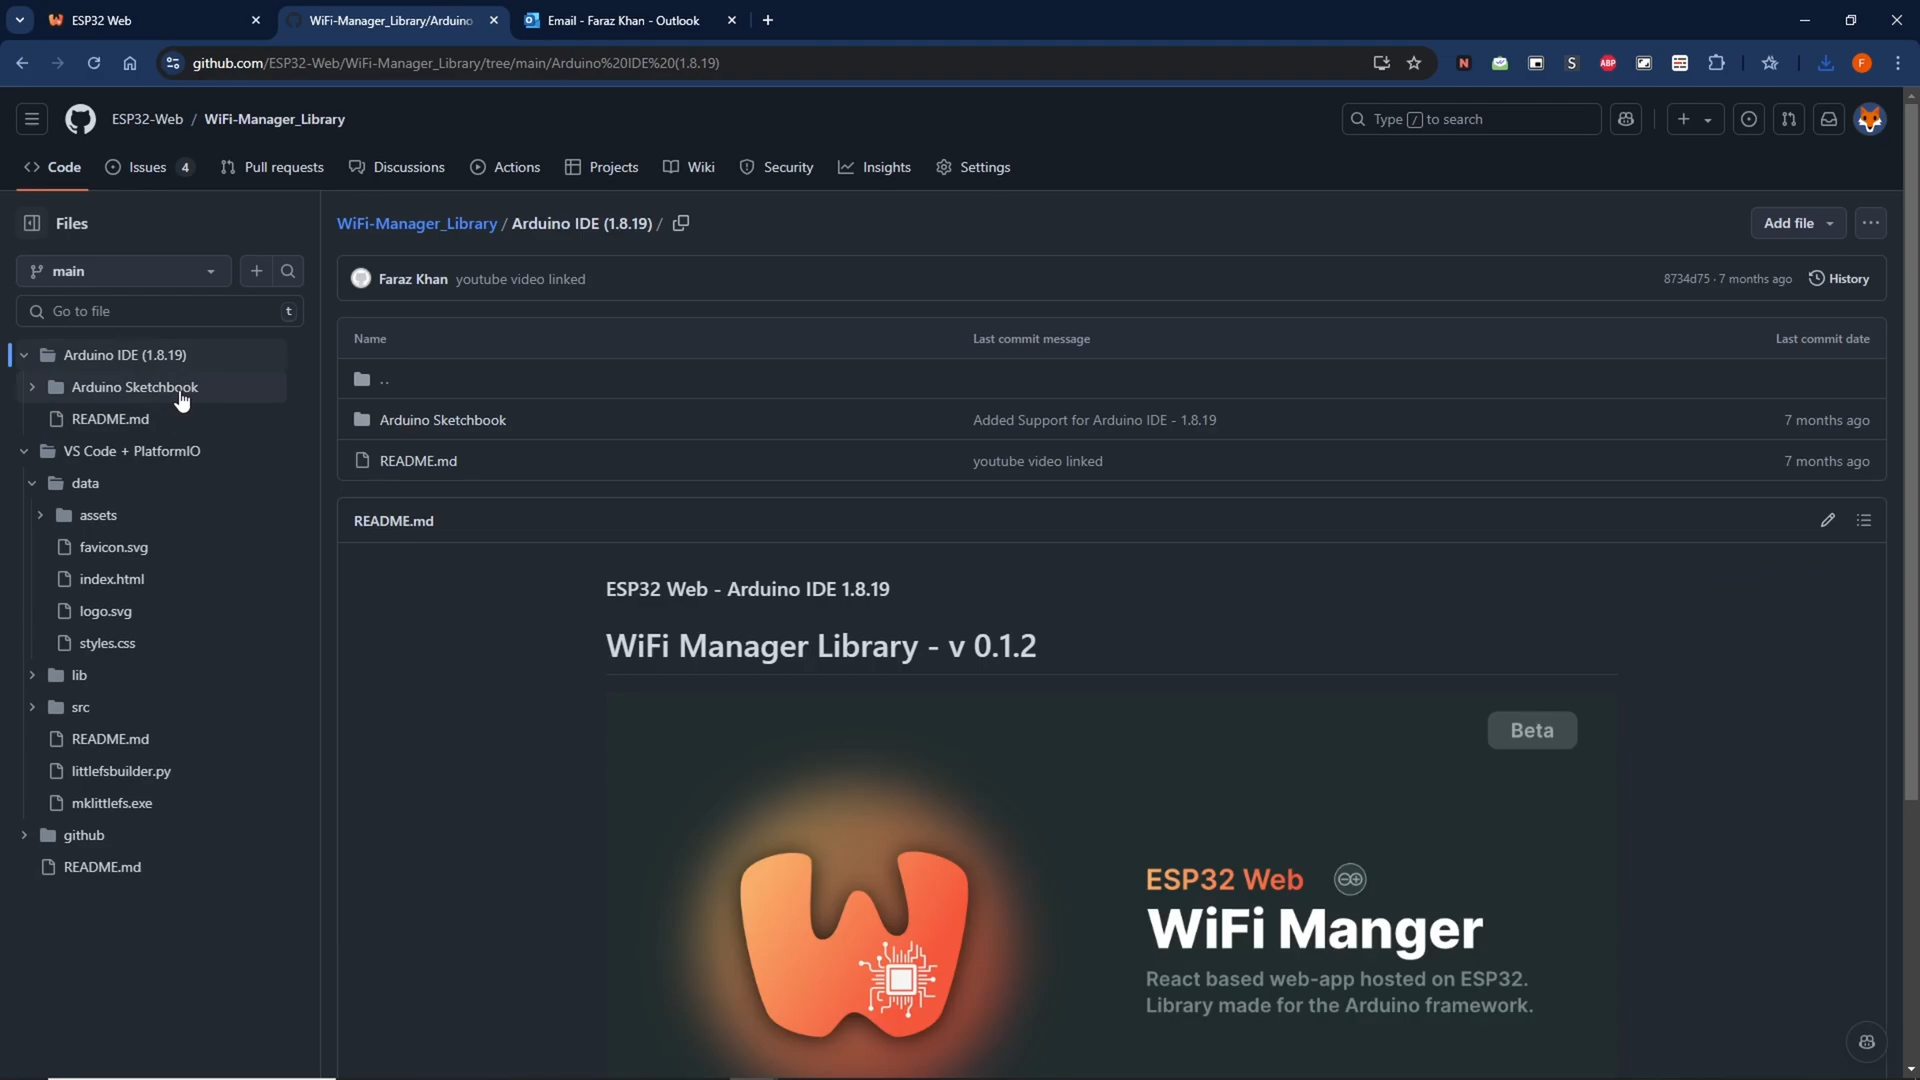 ESP32 Web
WiFi-Manager_Library/Arduino
Email - Faraz Khan - Outlook
github.com/ESP32-Web/WiFi-Manager_Library/tree/main/Arduino%20IDE%20(1.8.19)
N
S
ABP
F
ESP32-Web / WiFi-Manager_Library
Type / to search
Code
Issues 4
Pull requests
Discussions
Actions
Projects
Wiki
Security
Insights
Settings
Files
main
Go to file
t
Arduino IDE (1.8.19)
Arduino Sketchbook
README.md
VS Code + PlatformIO
data
assets
favicon.svg
index.html
logo.svg
styles.css
lib
src
README.md
littlefsbuilder.py
mklittlefs.exe
github
README.md
WiFi-Manager_Library / Arduino IDE (1.8.19) /
Add file
Faraz Khan youtube video linked
8734d75 · 7 months ago
History
Name
Last commit message
Last commit date
..
Arduino Sketchbook
Added Support for Arduino IDE - 1.8.19
7 months ago
README.md
youtube video linked
7 months ago
README.md
ESP32 Web - Arduino IDE 1.8.19
WiFi Manager Library - v 0.1.2
Beta
ESP32 Web
WiFi Manger
React based web-app hosted on ESP32.
Library made for the Arduino framework.